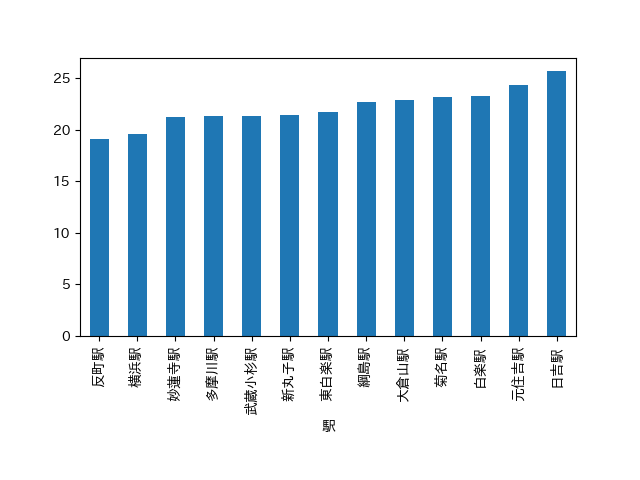 25
20
15
10
5
0
反町駅
横浜駅
妙蓮寺駅
多摩川駅
武蔵小杉駅
新丸子駅
東白楽駅
綱島駅
大倉山駅
菊名駅
白楽駅
元住吉駅
日吉駅
駅